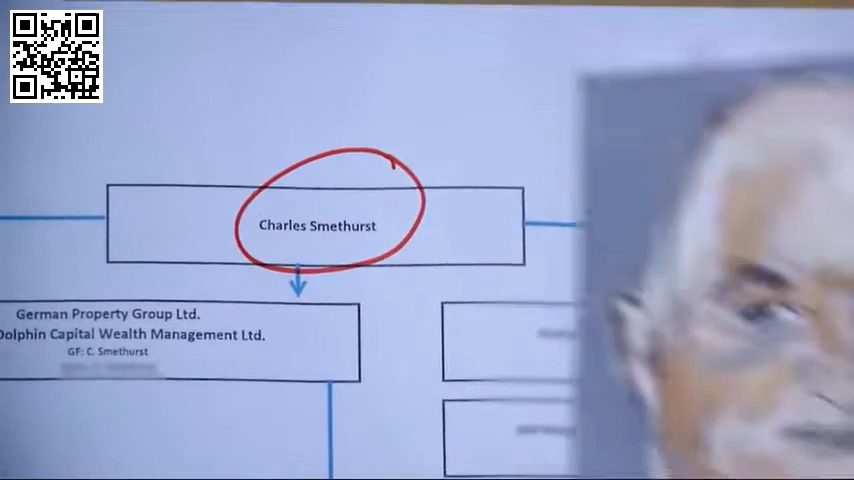 Charles Smethurst
German Property Group Ltd.
Dolphin Capital Wealth Management Ltd.
GF: C. Smethurst